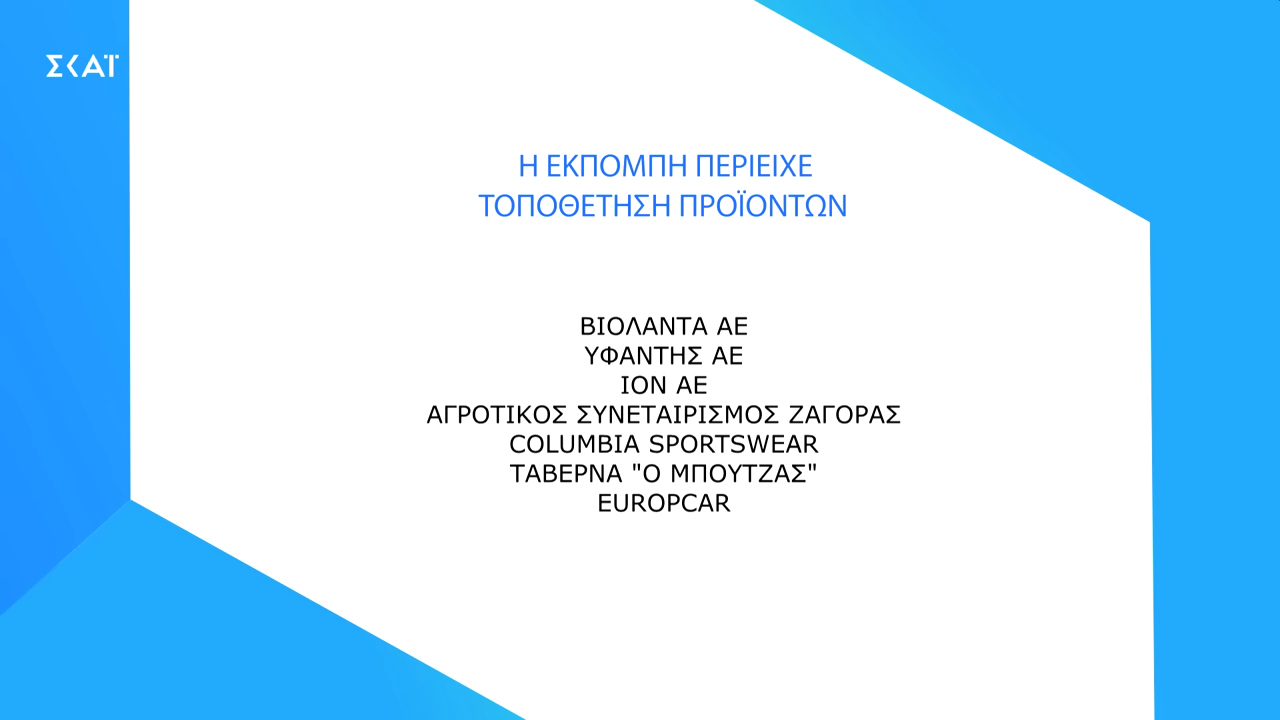 ΣΚΑΪ
Η ΕΚΠΟΜΠΗ ΠΕΡΙΕΙΧΕ
ΤΟΠΟΘΕΤΗΣΗ ΠΡΟΪΟΝΤΩΝ
ΒΙΟΛΑΝΤΑ ΑΕ
ΥΦΑΝΤΗΣ ΑΕ
ΙΟΝ ΑΕ
ΑΓΡΟΤΙΚΟΣ ΣΥΝΕΤΑΙΡΙΣΜΟΣ ΖΑΓΟΡΑΣ
COLUMBIA SPORTSWEAR
ΤΑΒΕΡΝΑ "Ο ΜΠΟΥΤΖΑΣ"
EUROPCAR